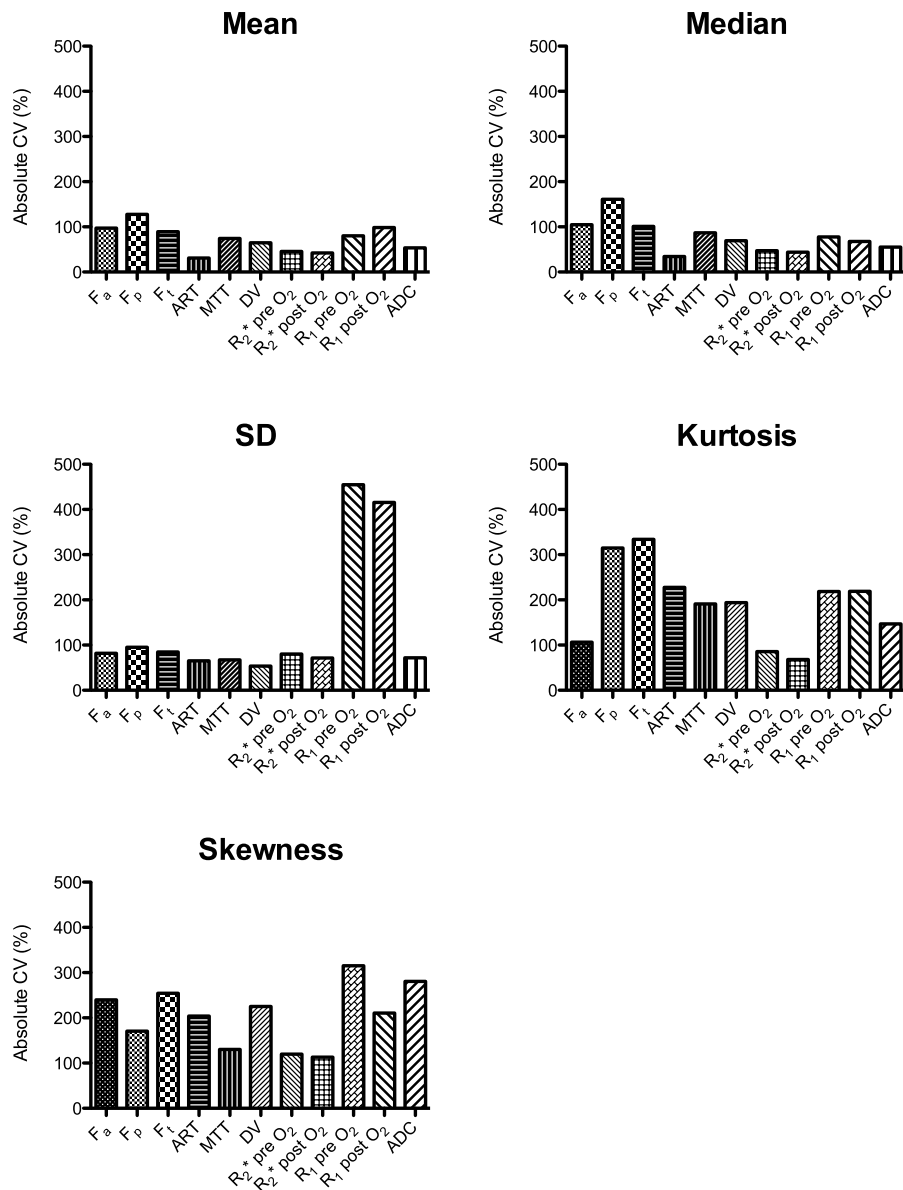 Mean
Absolute CV (%)
500
400
300
200
100
0
Fa
Fp
Ft
ART
MTT
DV
R2* pre O2
R2* post O2
R1 pre O2
R1 post O2
ADC
Median
Absolute CV (%)
500
400
300
200
100
0
Fa
Fp
Ft
ART
MTT
DV
R2* pre O2
R2* post O2
R1 pre O2
R1 post O2
ADC
SD
Absolute CV (%)
500
400
300
200
100
0
Fa
Fp
Ft
ART
MTT
DV
R2* pre O2
R2* post O2
R1 pre O2
R1 post O2
ADC
Kurtosis
Absolute CV (%)
500
400
300
200
100
0
Fa
Fp
Ft
ART
MTT
DV
R2* pre O2
R2* post O2
R1 pre O2
R1 post O2
ADC
Skewness
Absolute CV (%)
500
400
300
200
100
0
Fa
Fp
Ft
ART
MTT
DV
R2* pre O2
R2* post O2
R1 pre O2
R1 post O2
ADC